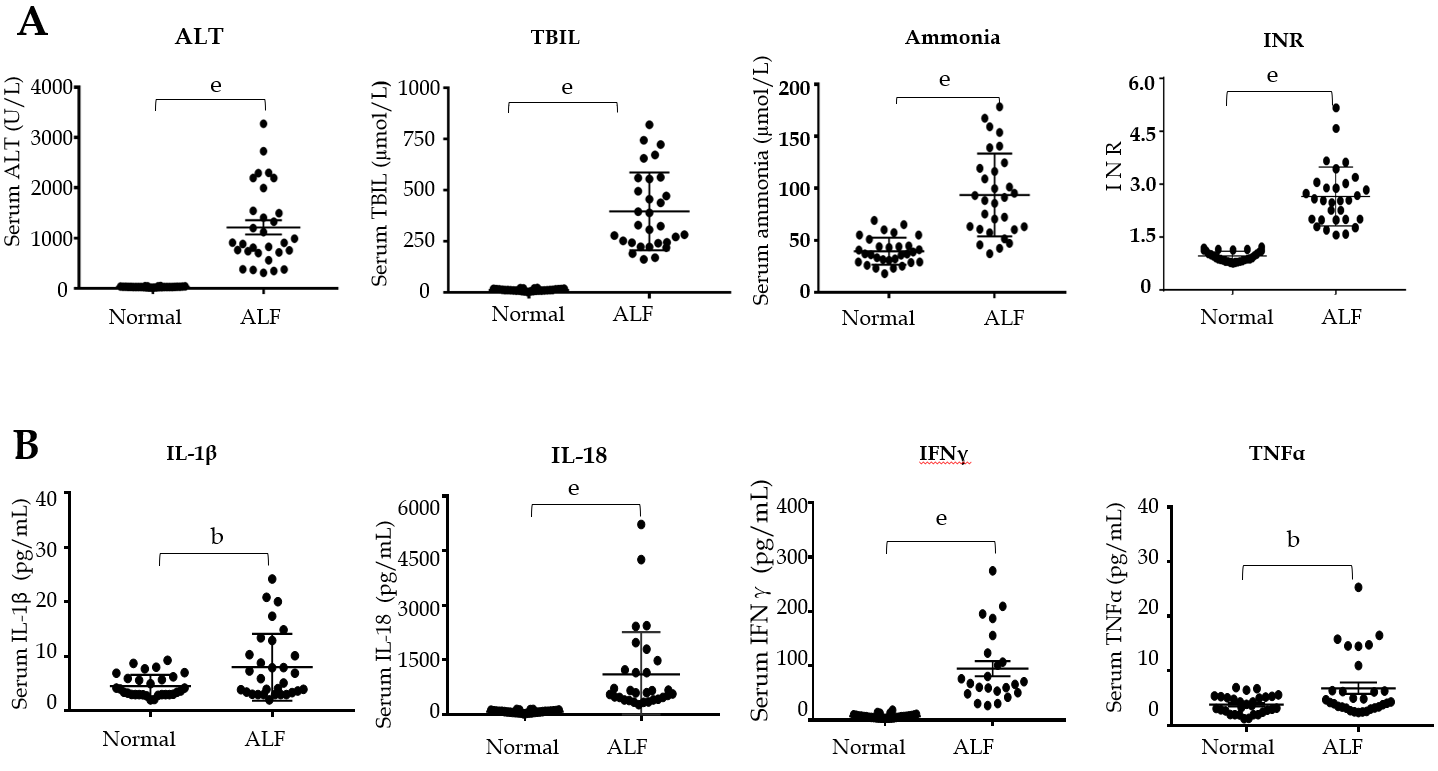 A
ALT
Serum ALT (U/L)
4000
3000
2000
1000
0
e
Normal
ALF
TBIL
Serum TBIL (μmol/L)
1000
750
500
250
0
e
Normal
ALF
Ammonia
Serum ammonia (μmol/L)
200
150
100
50
0
e
Normal
ALF
INR
INR
6.0
4.5
3.0
1.5
0
e
Normal
ALF
B
IL-1β
Serum IL-1β (pg/mL)
40
30
20
10
0
b
Normal
ALF
IL-18
Serum IL-18 (pg/mL)
6000
4500
3000
1500
0
e
Normal
ALF
IFNγ
Serum IFN γ (pg/mL)
400
300
200
100
0
e
Normal
ALF
TNFα
Serum TNFα (pg/mL)
40
30
20
10
0
b
Normal
ALF